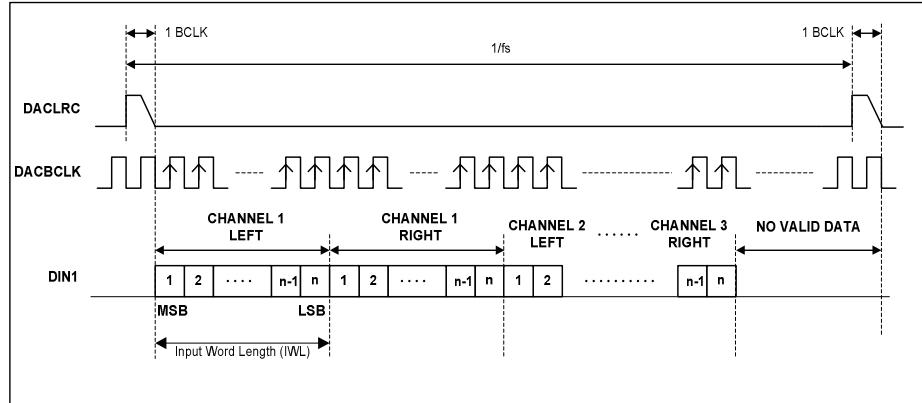 1 BCLK
1 BCLK
1/fs
DACLRC
DACBCLK
CHANNEL 1
LEFT
CHANNEL 1
RIGHT
CHANNEL 2
LEFT
......
CHANNEL 3
RIGHT
NO VALID DATA
DIN1
1 2 .... n-1 n 1 2 .... n-1 n 1 2 .......... n-1 n
MSB LSB
Input Word Length (IWL)